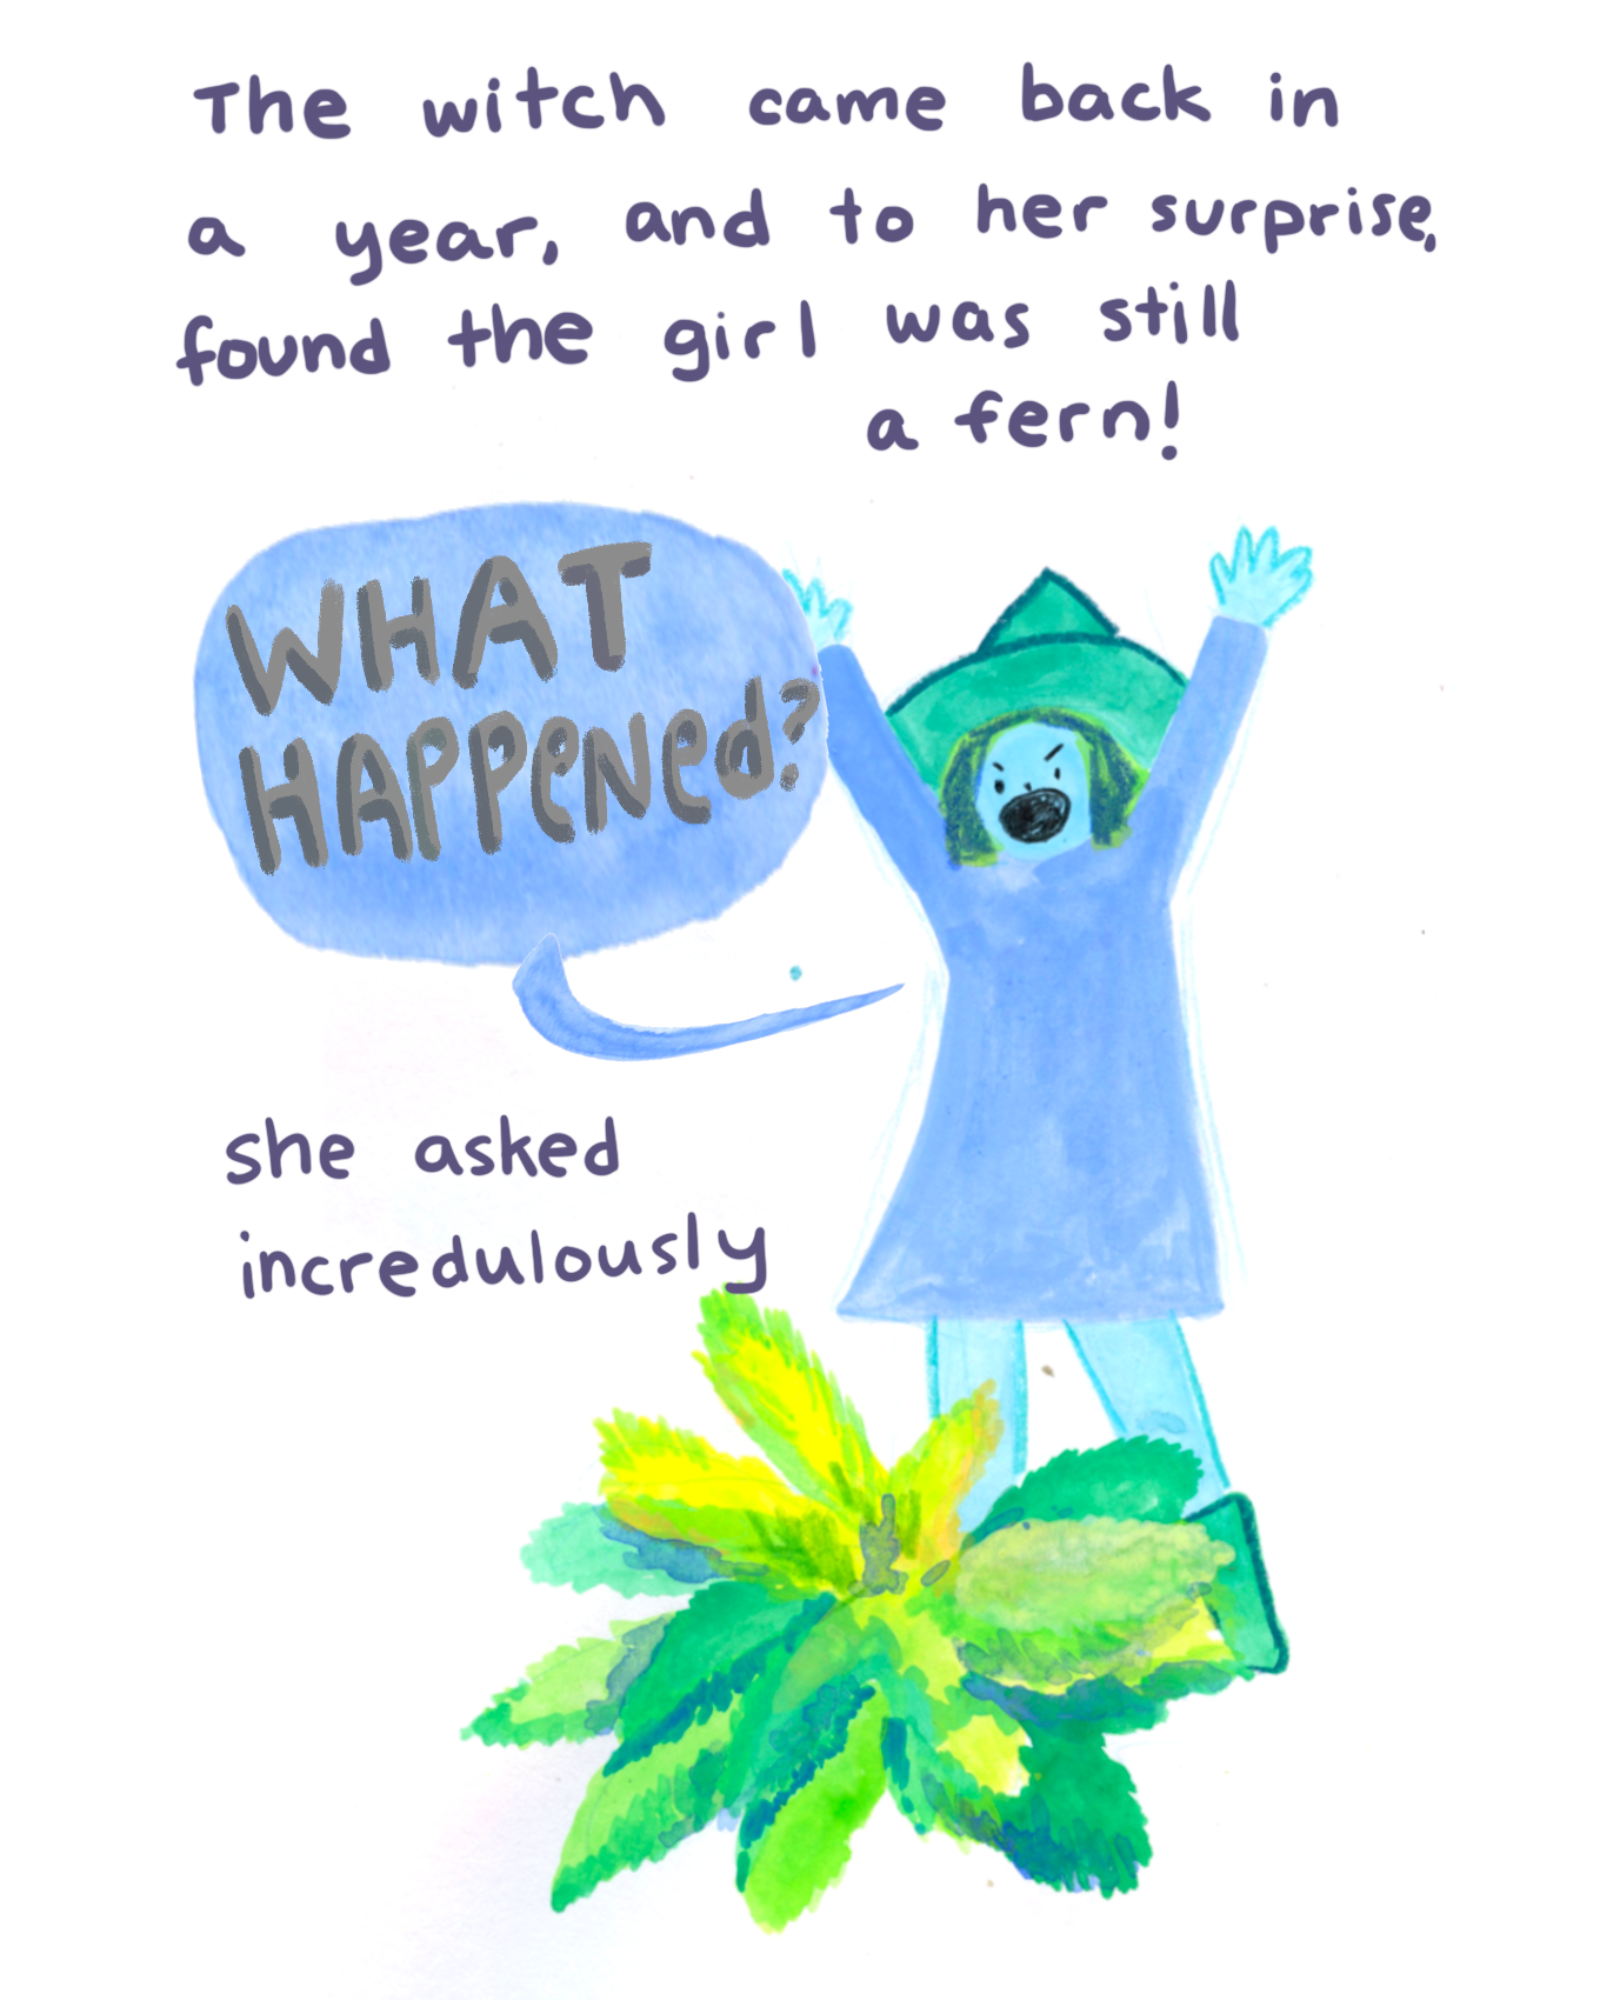 The witch came back in
a year, and to her surprise,
found the girl was still
a fern!
WHAT
HAPPENed?
she asked
incredulously